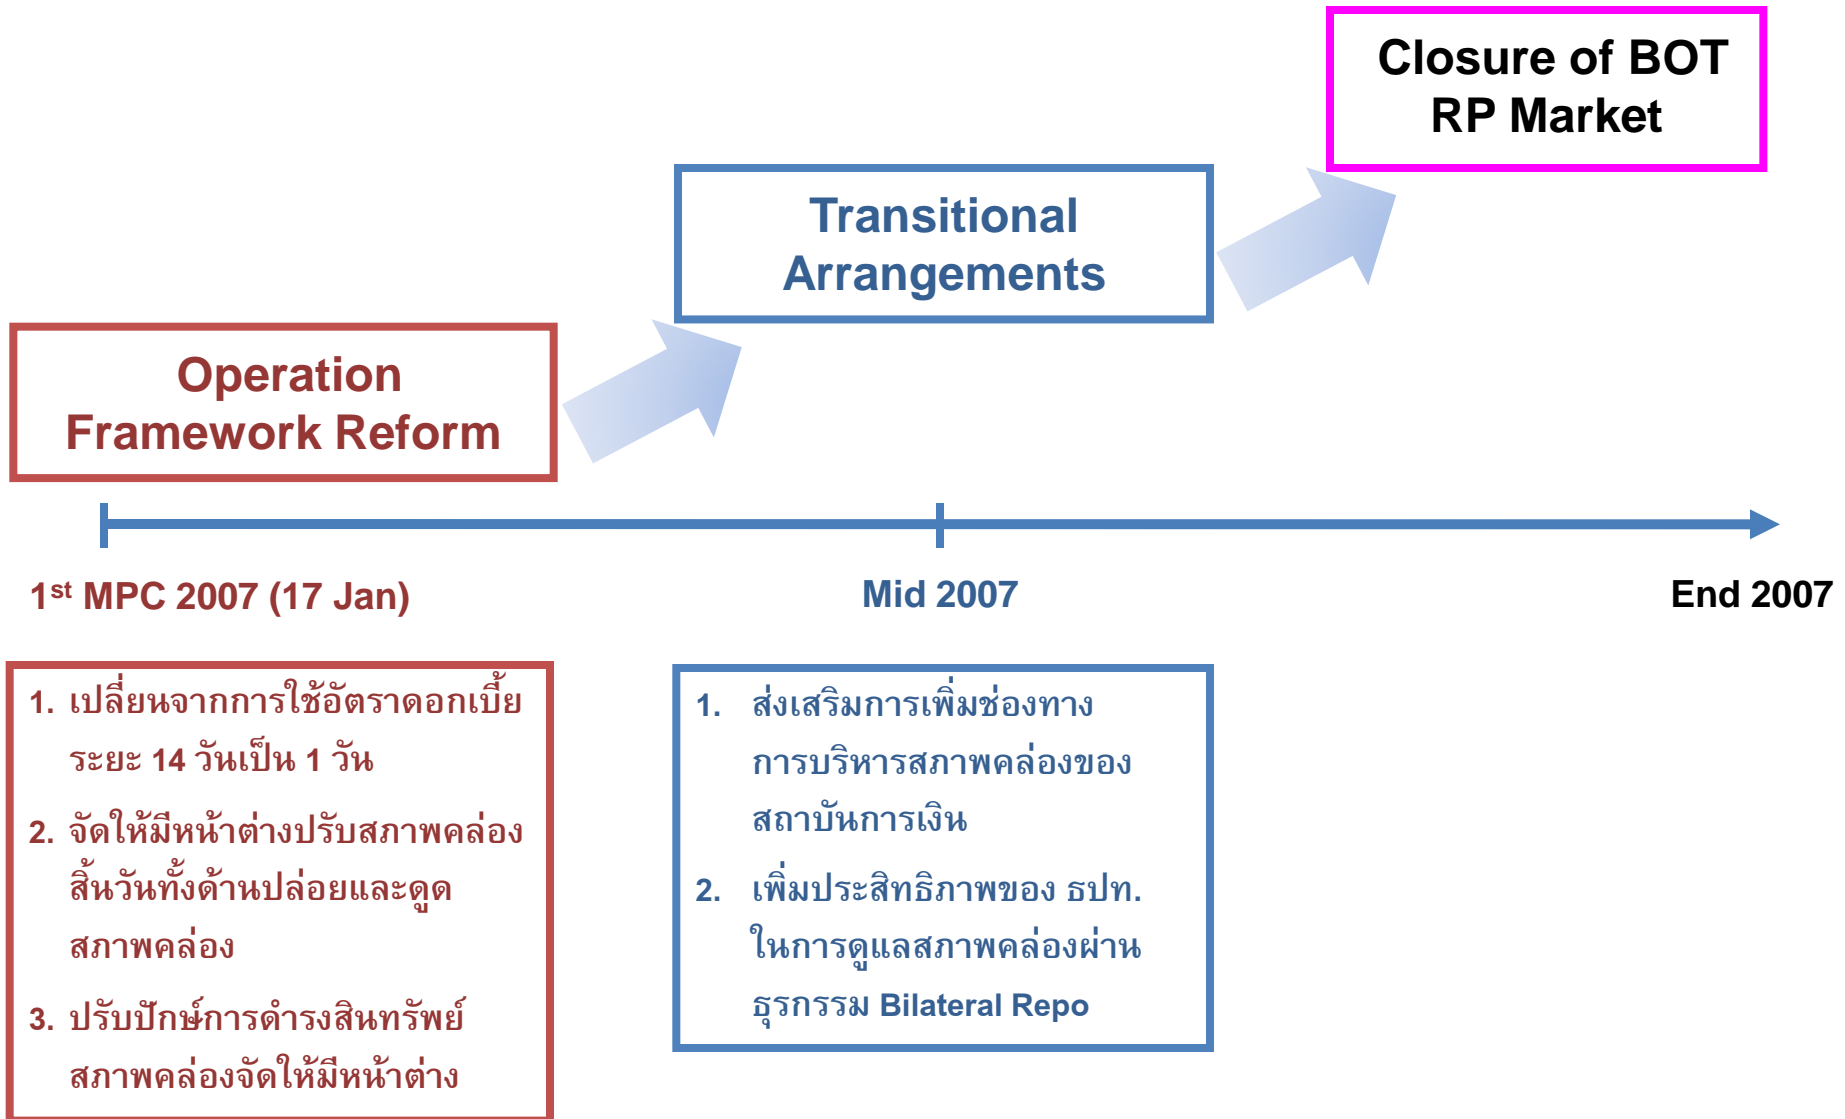 Closure of BOT
RP Market
Transitional
Arrangements
Operation
Framework Reform
1st MPC 2007 (17 Jan)
Mid 2007
End 2007
1. เปลี่ยนจากการใช้อัตราดอกเบี้ย
ระยะ 14 วันเป็น 1 วัน
2. จัดให้มีหน้าต่างปรับสภาพคล่อง
สิ้นวันทั้งด้านปล่อยและดูด
สภาพคล่อง
3. ปรับปักษ์การดำรงสินทรัพย์
สภาพคล่องจัดให้มีหน้าต่าง
1. ส่งเสริมการเพิ่มช่องทาง
การบริหารสภาพคล่องของ
สถาบันการเงิน
2. เพิ่มประสิทธิภาพของ ธปท.
ในการดูแลสภาพคล่องผ่าน
ธุรกรรม Bilateral Repo